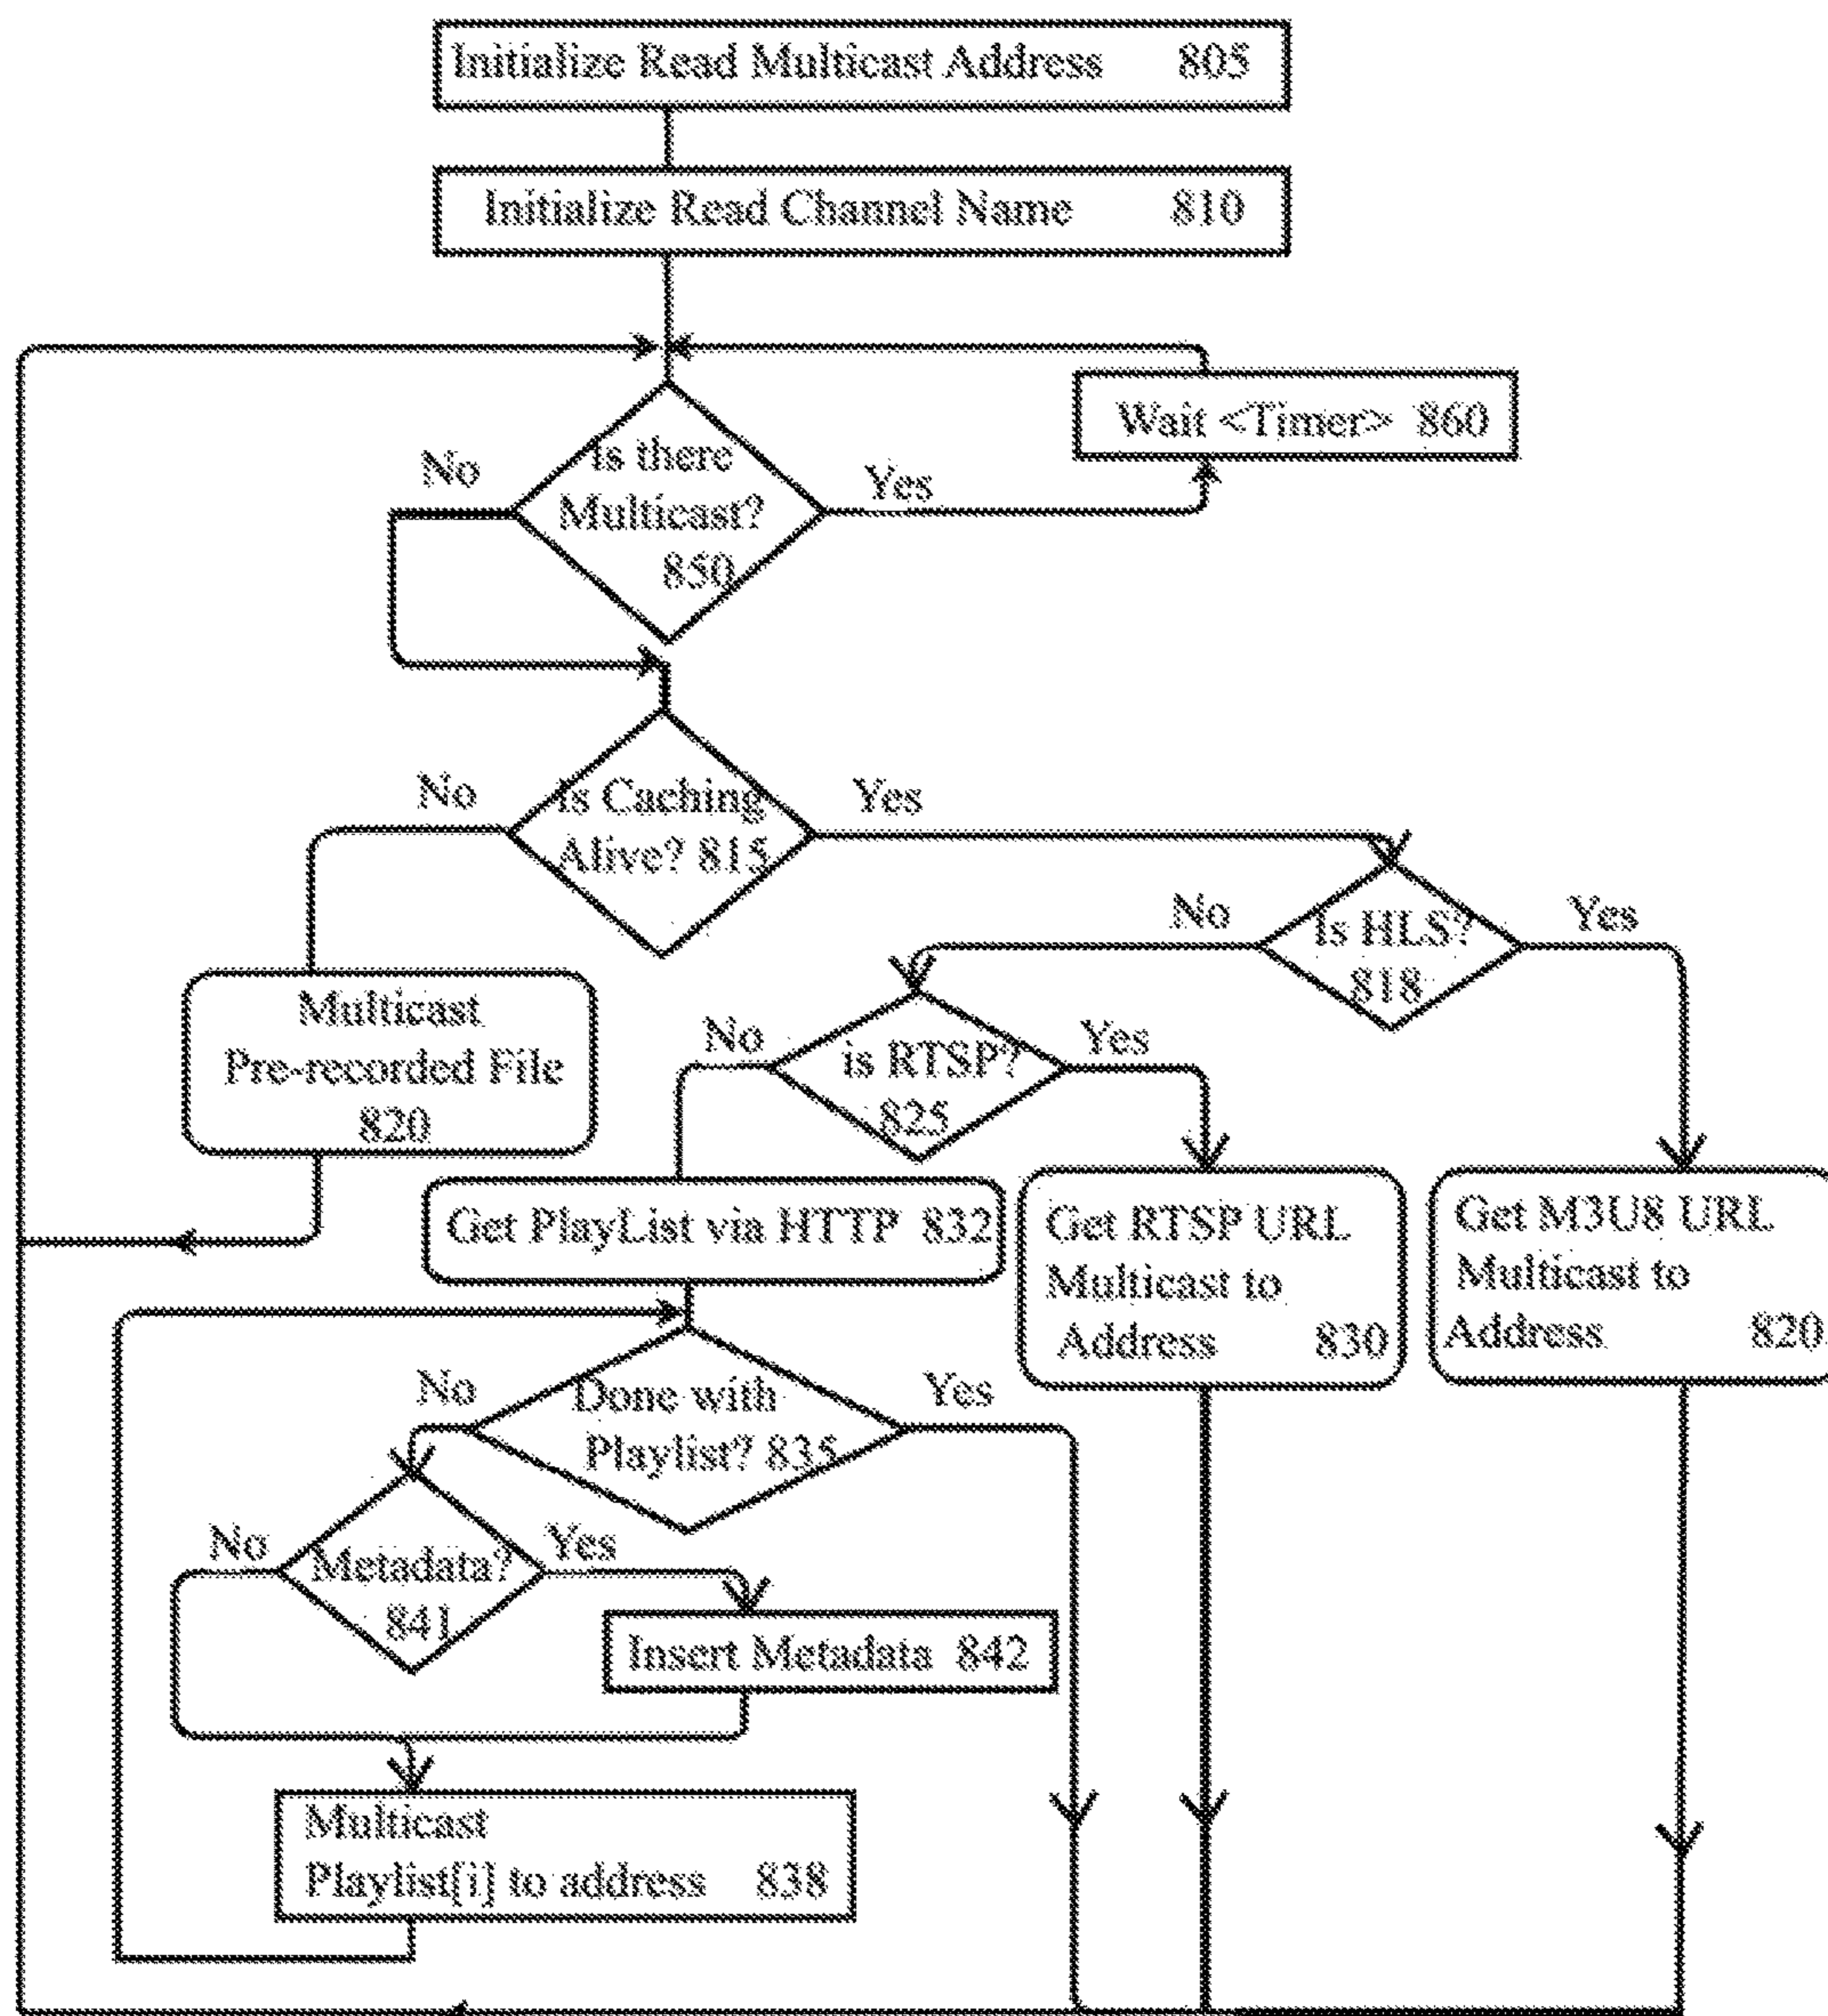 Initialize Read Multicast Address 805
Initialize Read Channel Name 810
Wait <Timer> 860
No
Is there
Multicast?
850
Yes
No
Is Caching
Alive? 815
Yes
No
Is HLS?
818
Yes
Multicast
Pre-recorded File
820
No
is RTSP?
825
Yes
Get PlayList via HTTP 832
Get RTSP URL
Multicast to
Address 830
Get M3U8 URL
Multicast to
Address 820
No
Done with
Playlist? 835
Yes
No
Metadata?
841
Yes
Insert Metadata 842
Multicast
Playlist[i] to address 838